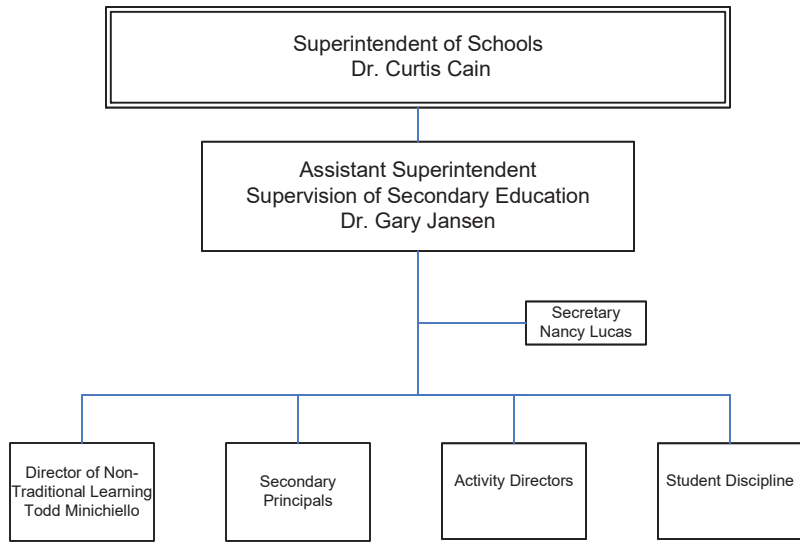 Superintendent of Schools
Dr. Curtis Cain
Assistant Superintendent
Supervision of Secondary Education
Dr. Gary Jansen
Secretary
Nancy Lucas
Director of Non-
Traditional Learning
Todd Minichiello
Secondary
Principals
Activity Directors
Student Discipline